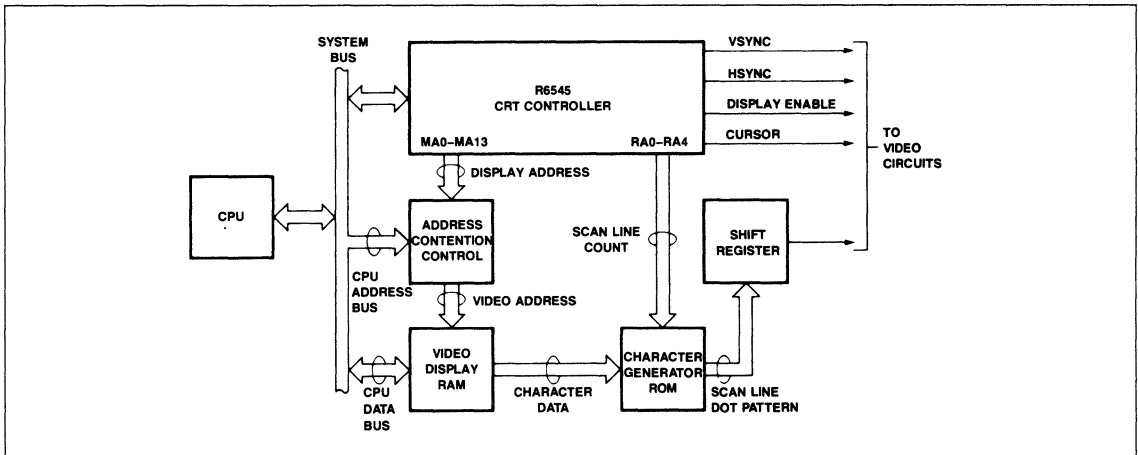 SYSTEM
BUS
R6545
CRT CONTROLLER
MA0–MA13
RA0–RA4
VSYNC
HSYNC
DISPLAY ENABLE
CURSOR
TO
VIDEO
CIRCUITS
DISPLAY ADDRESS
CPU
ADDRESS
CONTENTION
CONTROL
SCAN LINE
COUNT
SHIFT
REGISTER
CPU
ADDRESS
BUS
VIDEO ADDRESS
VIDEO
DISPLAY
RAM
CHARACTER
GENERATOR
ROM
CPU
DATA
BUS
CHARACTER
DATA
SCAN LINE
DOT PATTERN